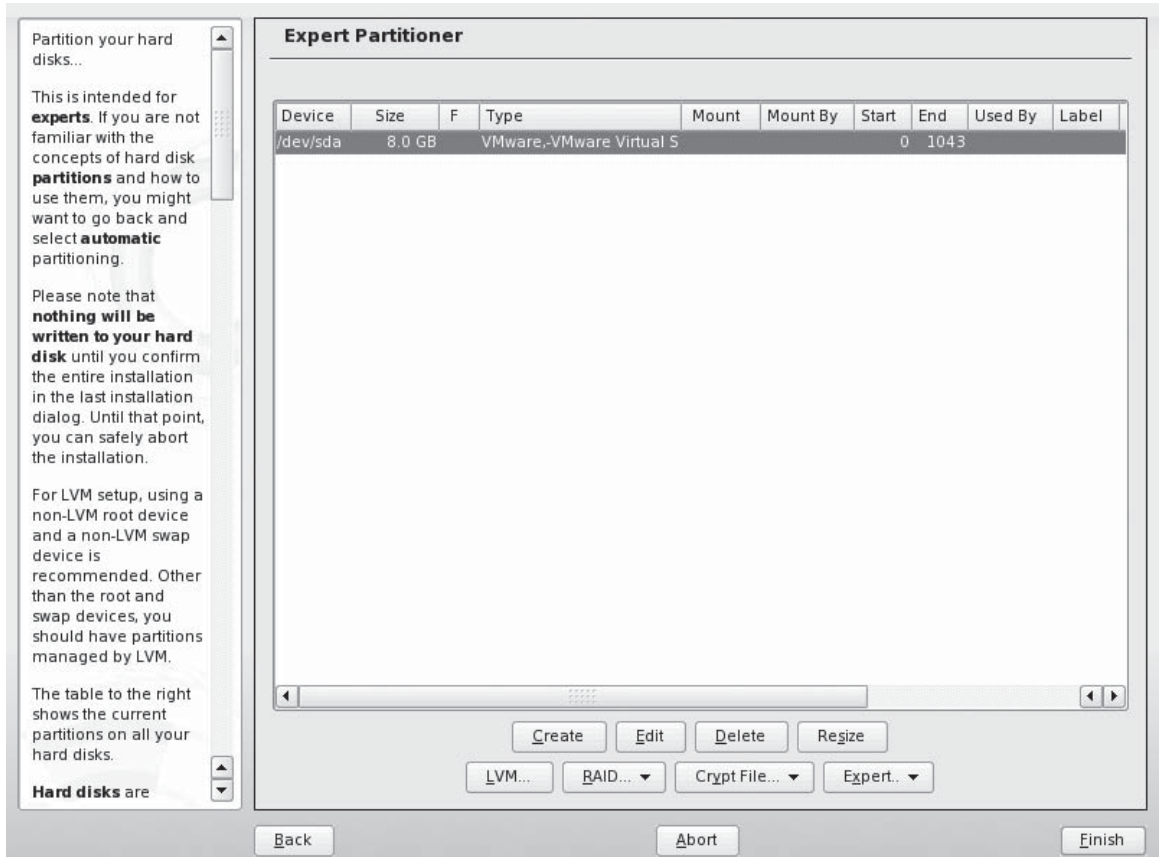 Partition your hard
disks...
This is intended for
experts. If you are not
familiar with the
concepts of hard disk
partitions and how to
use them, you might
want to go back and
select automatic
partitioning.
Please note that
nothing will be
written to your hard
disk until you confirm
the entire installation
in the last installation
dialog. Until that point,
you can safely abort
the installation.
For LVM setup, using a
non-LVM root device
and a non-LVM swap
device is
recommended. Other
than the root and
swap devices, you
should have partitions
managed by LVM.
The table to the right
shows the current
partitions on all your
hard disks.
Hard disks are
Expert Partitioner
Device Size F Type Mount Mount By Start End Used By Label
/dev/sda 8.0 GB VMware,-VMware Virtual S 0 1043
Create Edit Delete Resize
LVM... RAID... Crypt File... Expert..
Back Abort Finish